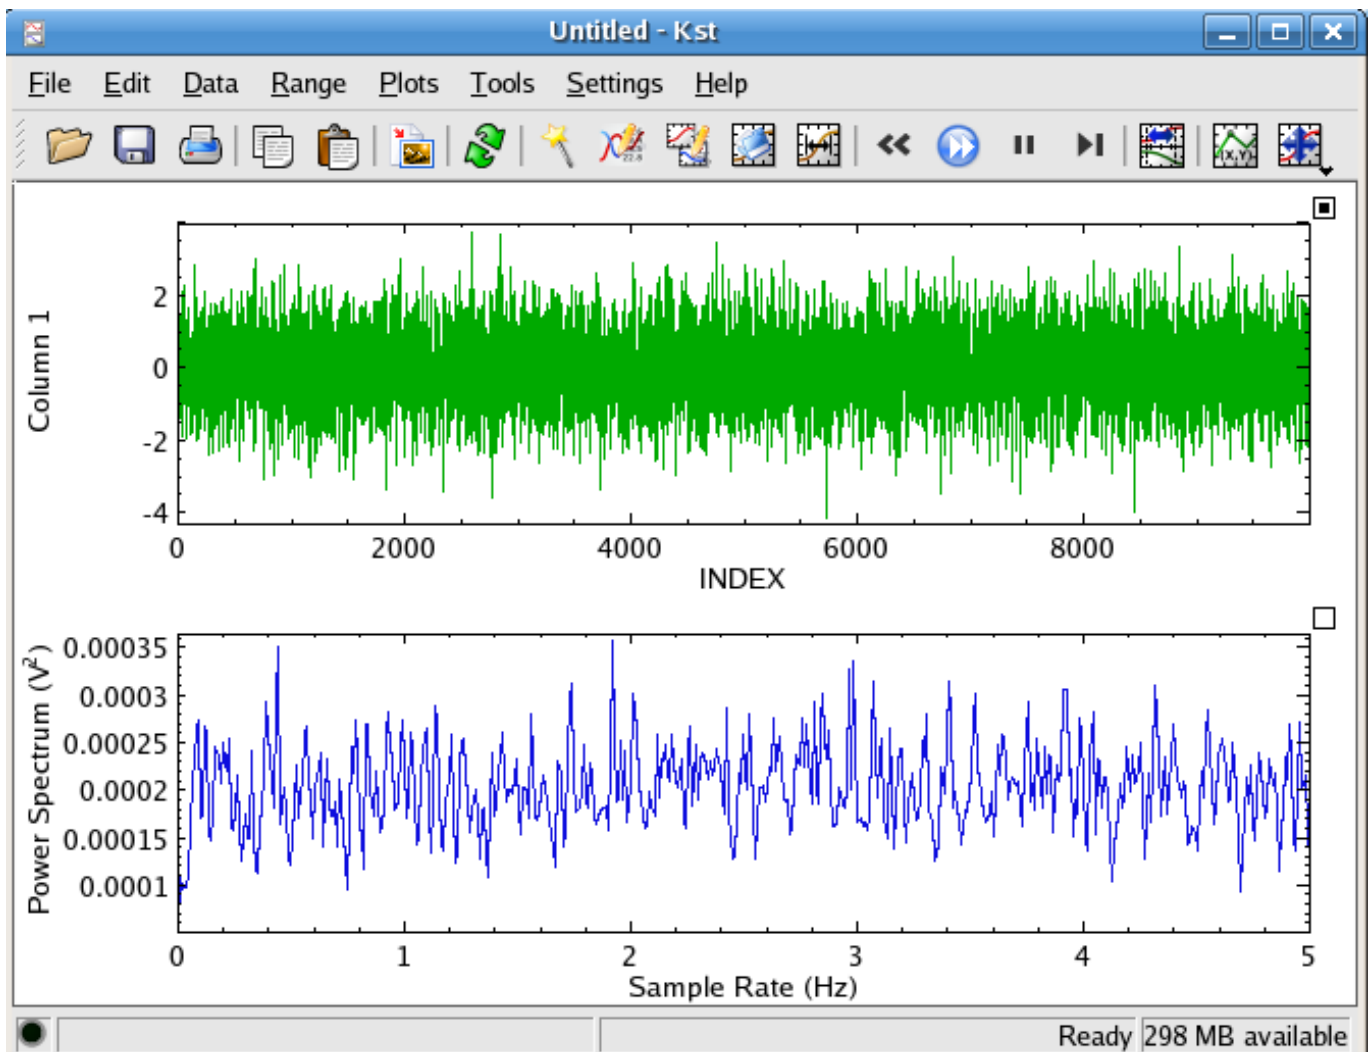 Untitled - Kst
File Edit Data Range Plots Tools Settings Help
22.8
(X,Y)
Column 1
2
0
-2
-4
0 2000 4000 6000 8000
INDEX
Power Spectrum (V²)
0.00035
0.0003
0.00025
0.0002
0.00015
0.0001
0 1 2 3 4 5
Sample Rate (Hz)
Ready 298 MB available